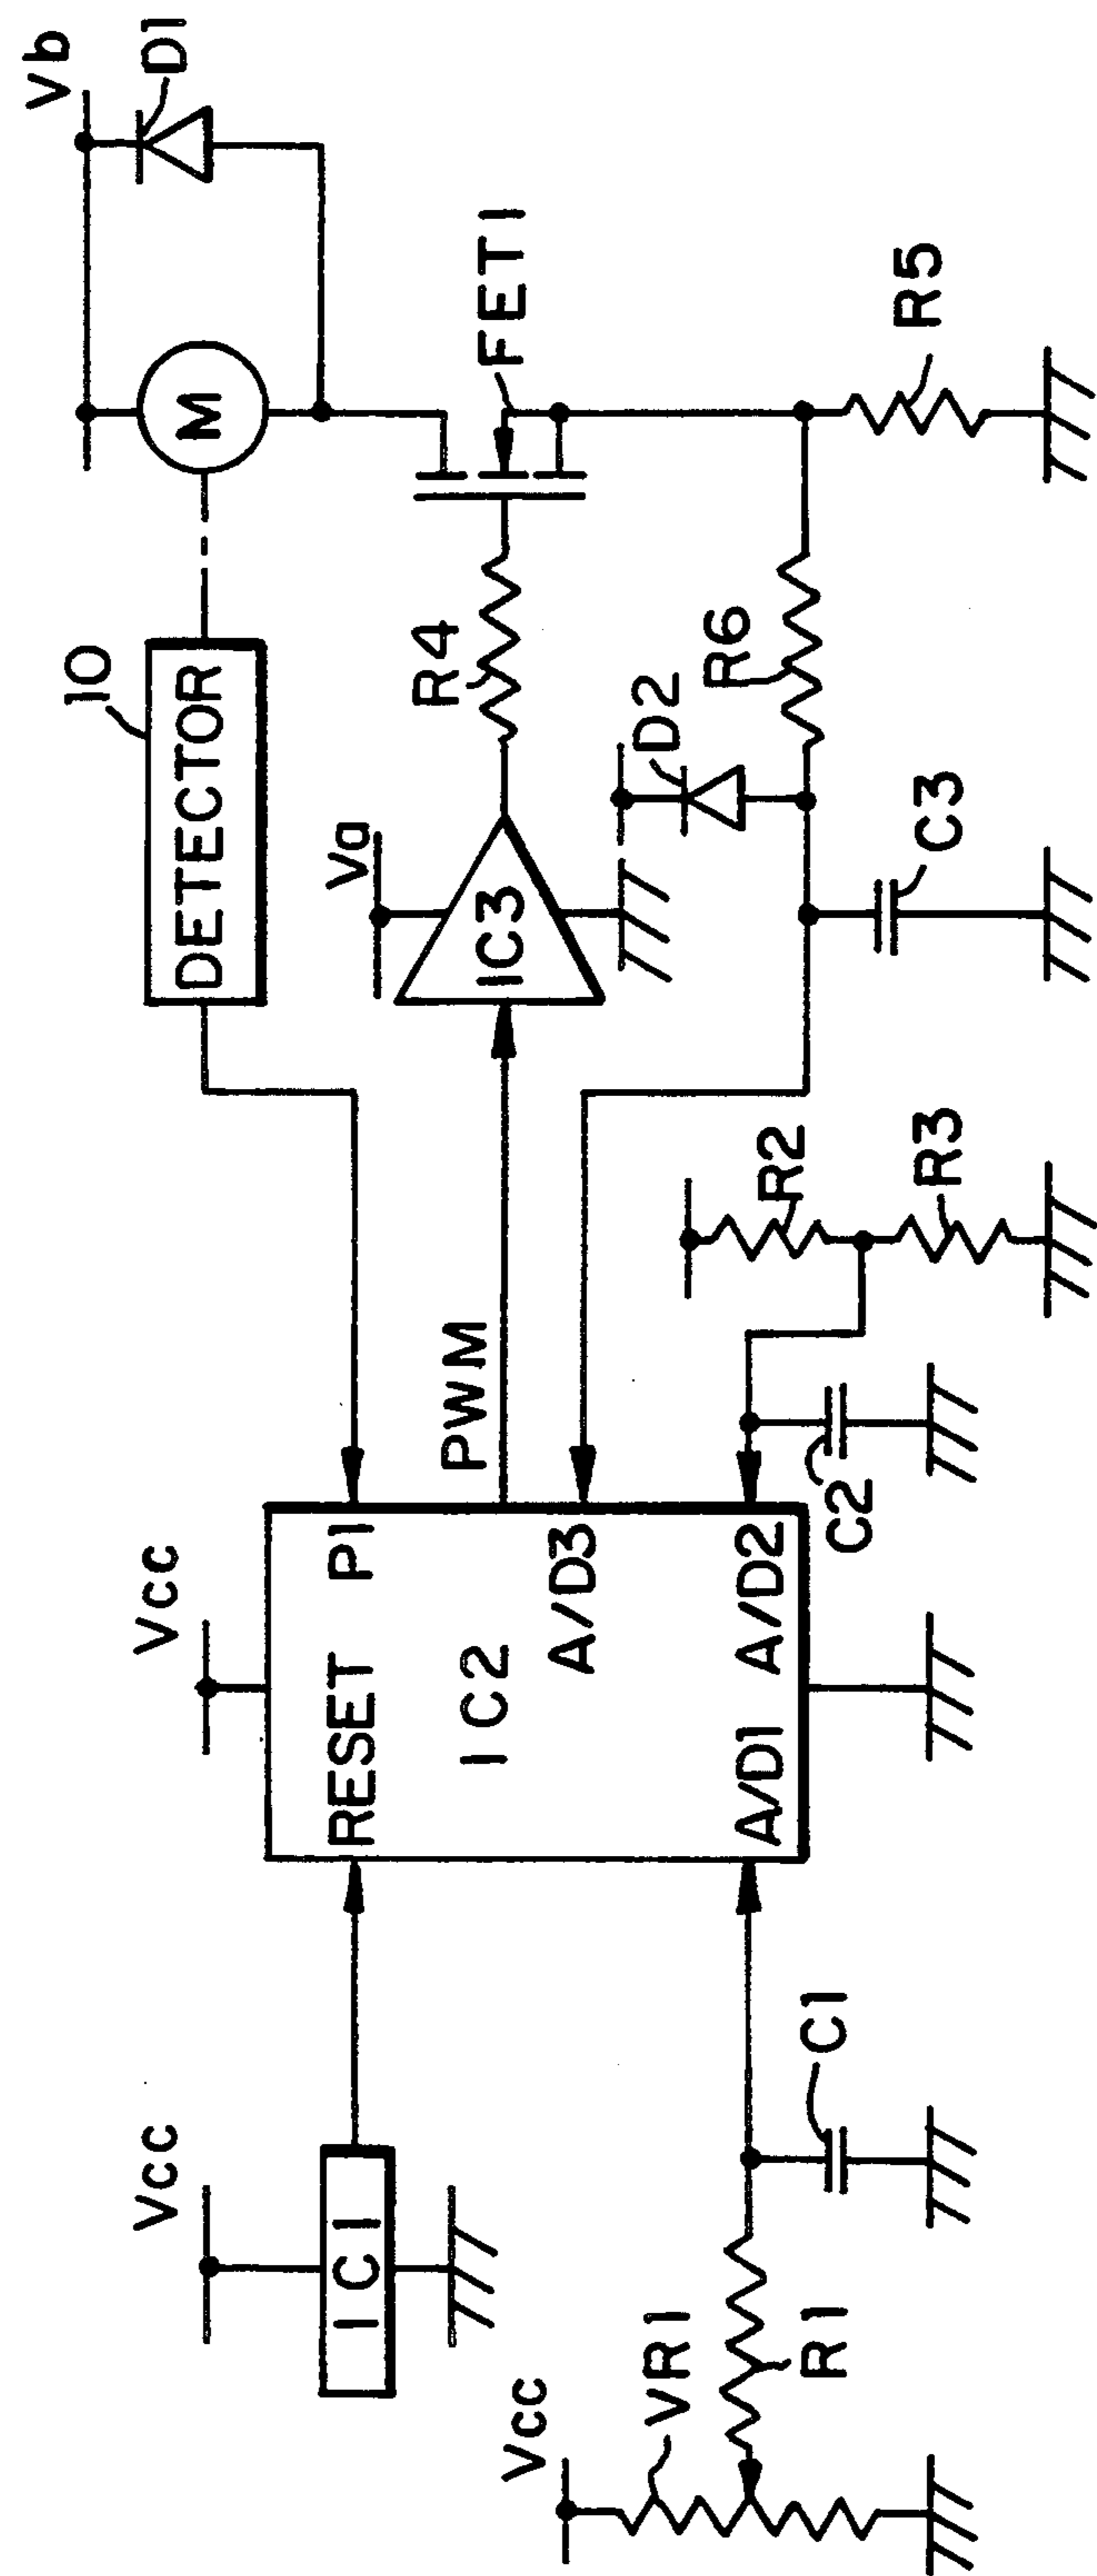 Vcc
VR1
R1
Vcc
IC1
C1
Vcc
RESET
P1
IC2
A/D3
A/D1
A/D2
PWM
C2
R2
R3
10
DETECTOR
Va
IC3
R4
D2
R6
C3
M
Vb
D1
FET1
R5